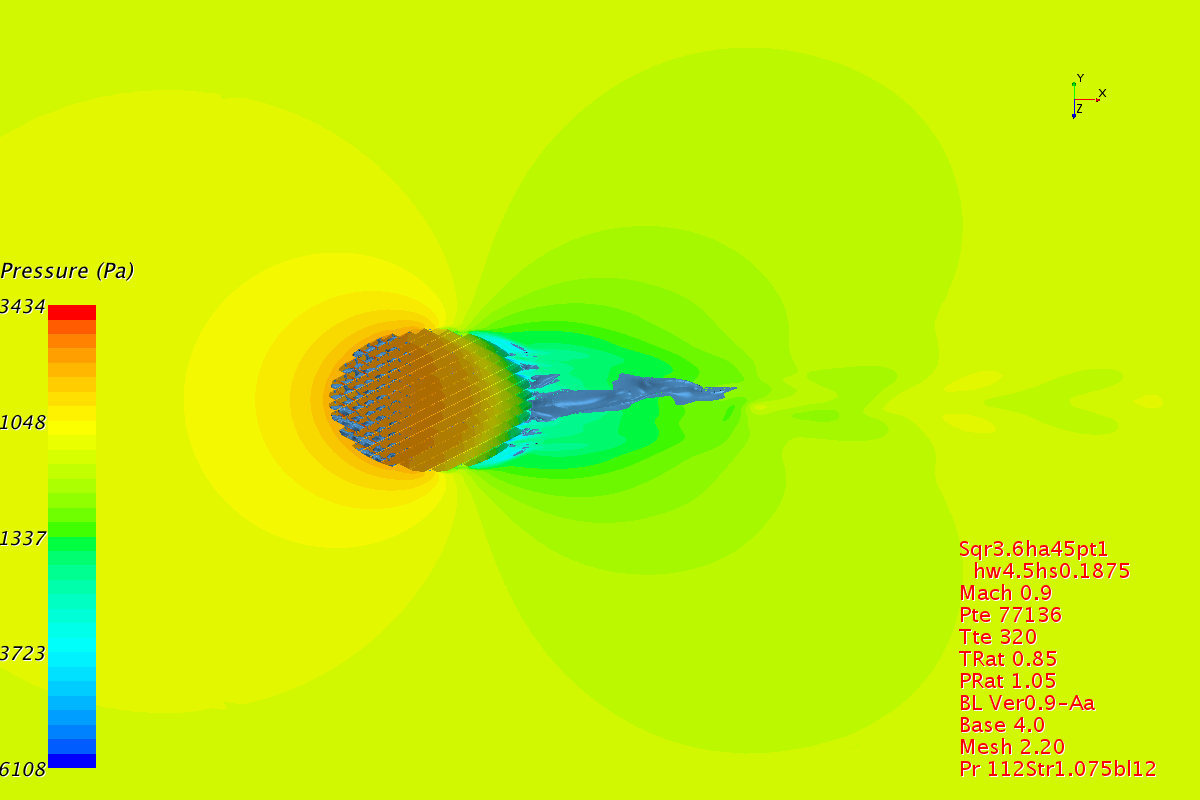 Y
X
Z
Pressure (Pa)
3434
1048
1337
3723
6108
Sqr3.6ha45pt1
hw4.5hs0.1875
Mach 0.9
Pte 77136
Tte 320
TRat 0.85
PRat 1.05
BL Ver0.9-Aa
Base 4.0
Mesh 2.20
Pr 112Str1.075bl12